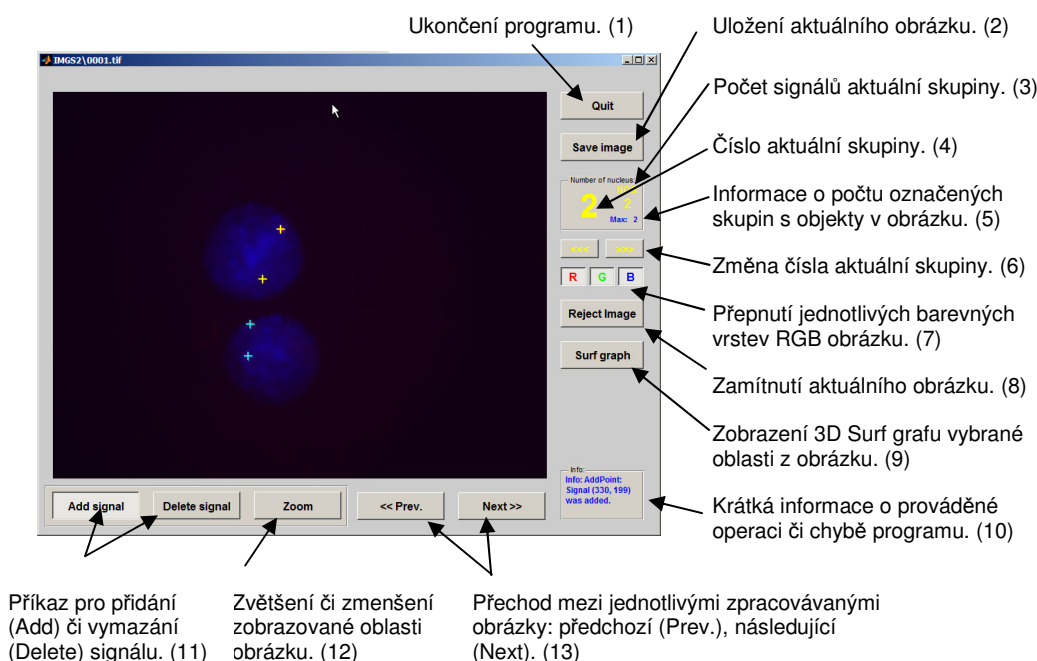 Ukončení programu. (1)
Uložení aktuálního obrázku. (2)
IMGS2\0001.tif
Quit
Počet signálů aktuální skupiny. (3)
Save image
Číslo aktuální skupiny. (4)
Number of nucleus:
2
2
Max: 2
Informace o počtu označených
skupin s objekty v obrázku. (5)
<<<
>>>
Změna čísla aktuální skupiny. (6)
R
G
B
Reject Image
Přepnutí jednotlivých barevných
vrstev RGB obrázku. (7)
Surf graph
Zamítnutí aktuálního obrázku. (8)
Zobrazení 3D Surf grafu vybrané
oblasti z obrázku. (9)
Info:
Info: AddPoint:
Signal (330, 199)
was added.
Add signal
Delete signal
Zoom
<< Prev.
Next >>
Krátká informace o prováděné
operaci či chybě programu. (10)
Příkaz pro přidání
(Add) či vymazání
(Delete) signálu. (11)
Zvětšení či zmenšení
zobrazované oblasti
obrázku. (12)
Přechod mezi jednotlivými zpracovávanými
obrázky: předchozí (Prev.), následující
(Next). (13)